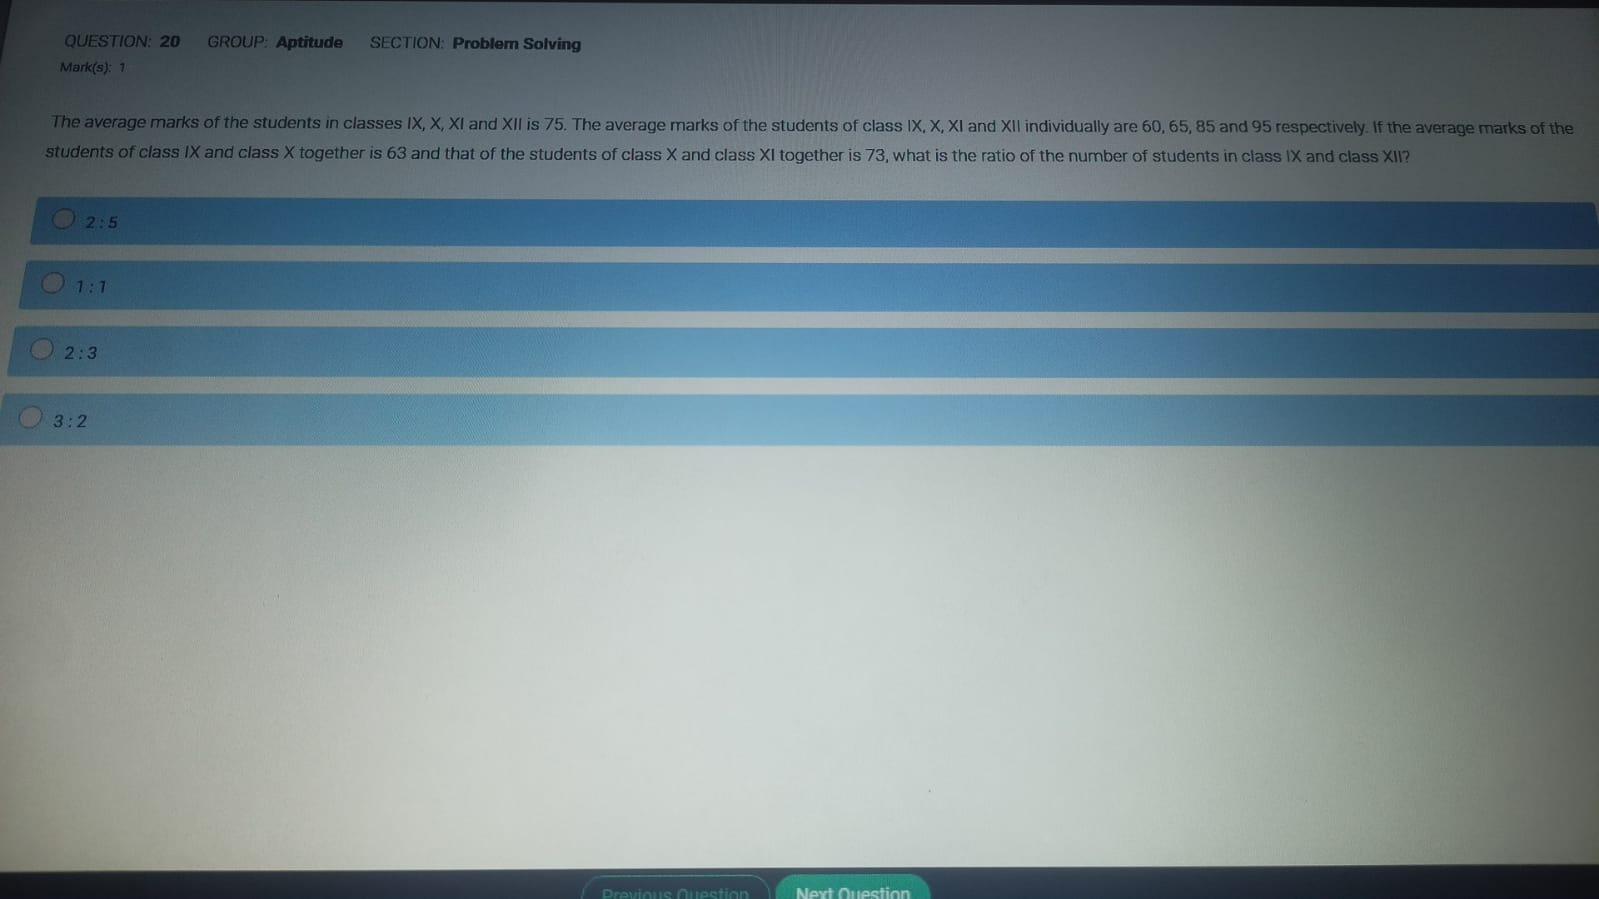 QUESTION: 20 GROUP: Aptitude SECTION: Problem Solving
Mark(s): 1
The average marks of the students in classes IX, X, XI and XII is 75. The average marks of the students of class IX, X, XI and XII individually are 60, 65, 85 and 95 respectively. If the average marks of the
students of class IX and class X together is 63 and that of the students of class X and class XI together is 73, what is the ratio of the number of students in class IX and class XII?
2 : 5
1 : 1
2 : 3
3 : 2
Previous Question Next Question